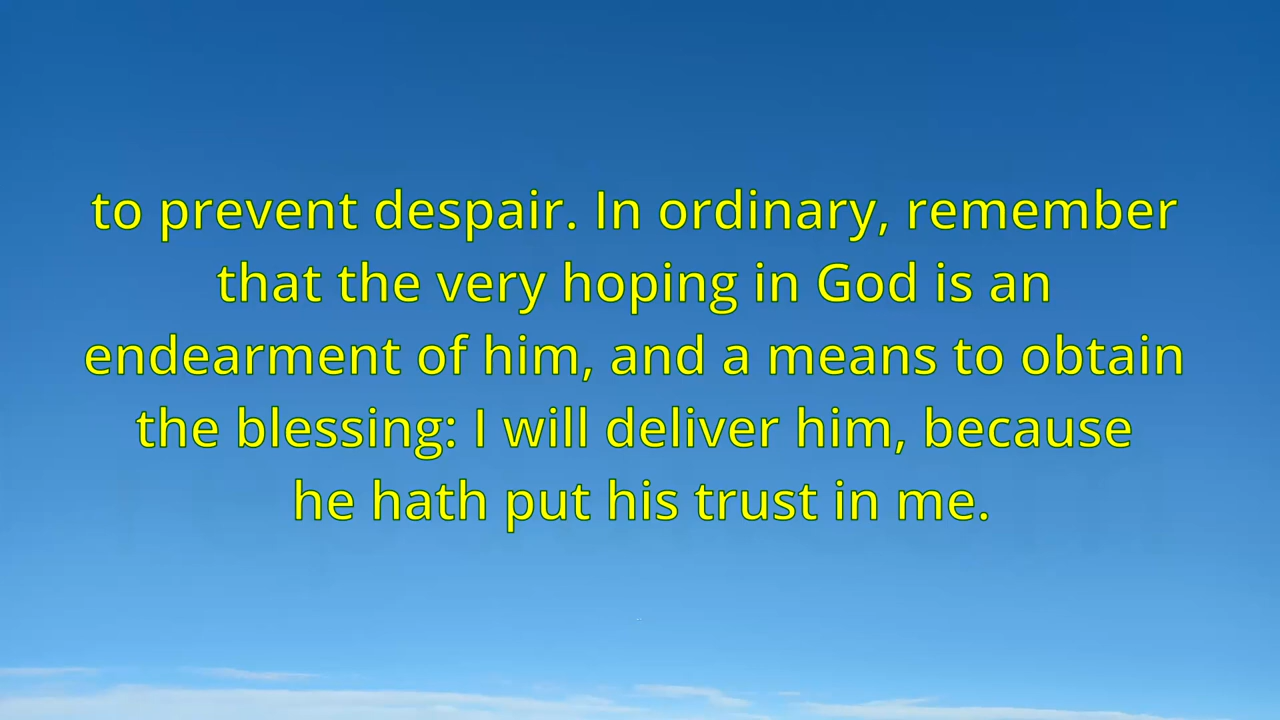 to prevent despair. In ordinary, remember
that the very hoping in God is an
endearment of him, and a means to obtain
the blessing: I will deliver him, because
he hath put his trust in me.